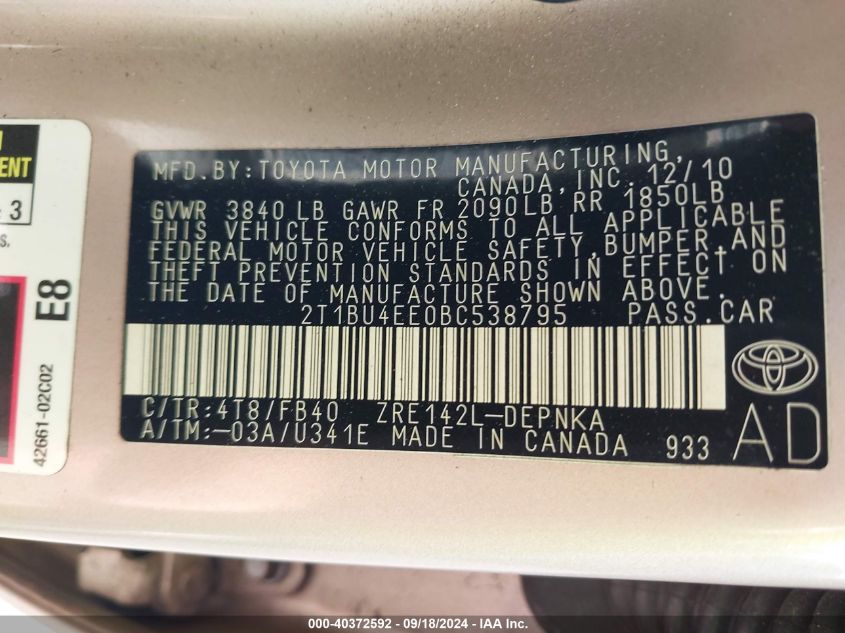 MFD.BY:TOYOTA MOTOR MANUFACTURING,
CANADA,INC. 12/10
GVWR 3840 LB GAWR FR 2090LB RR 1850LB
THIS VEHICLE CONFORMS TO ALL APPLICABLE
FEDERAL MOTOR VEHICLE SAFETY,BUMPER,AND
THEFT PREVENTION STANDARDS IN EFFECT ON
THE DATE OF MANUFACTURE SHOWN ABOVE.
2T1BU4EE0BC538795 PASS.CAR
C/TR:4T8/FB40 ZRE142L-DEPNKA
A/TM:-03A/U341E MADE IN CANADA 933
AD
3
E8
42661-02C02
000-40372592 - 09/18/2024 - IAA Inc.